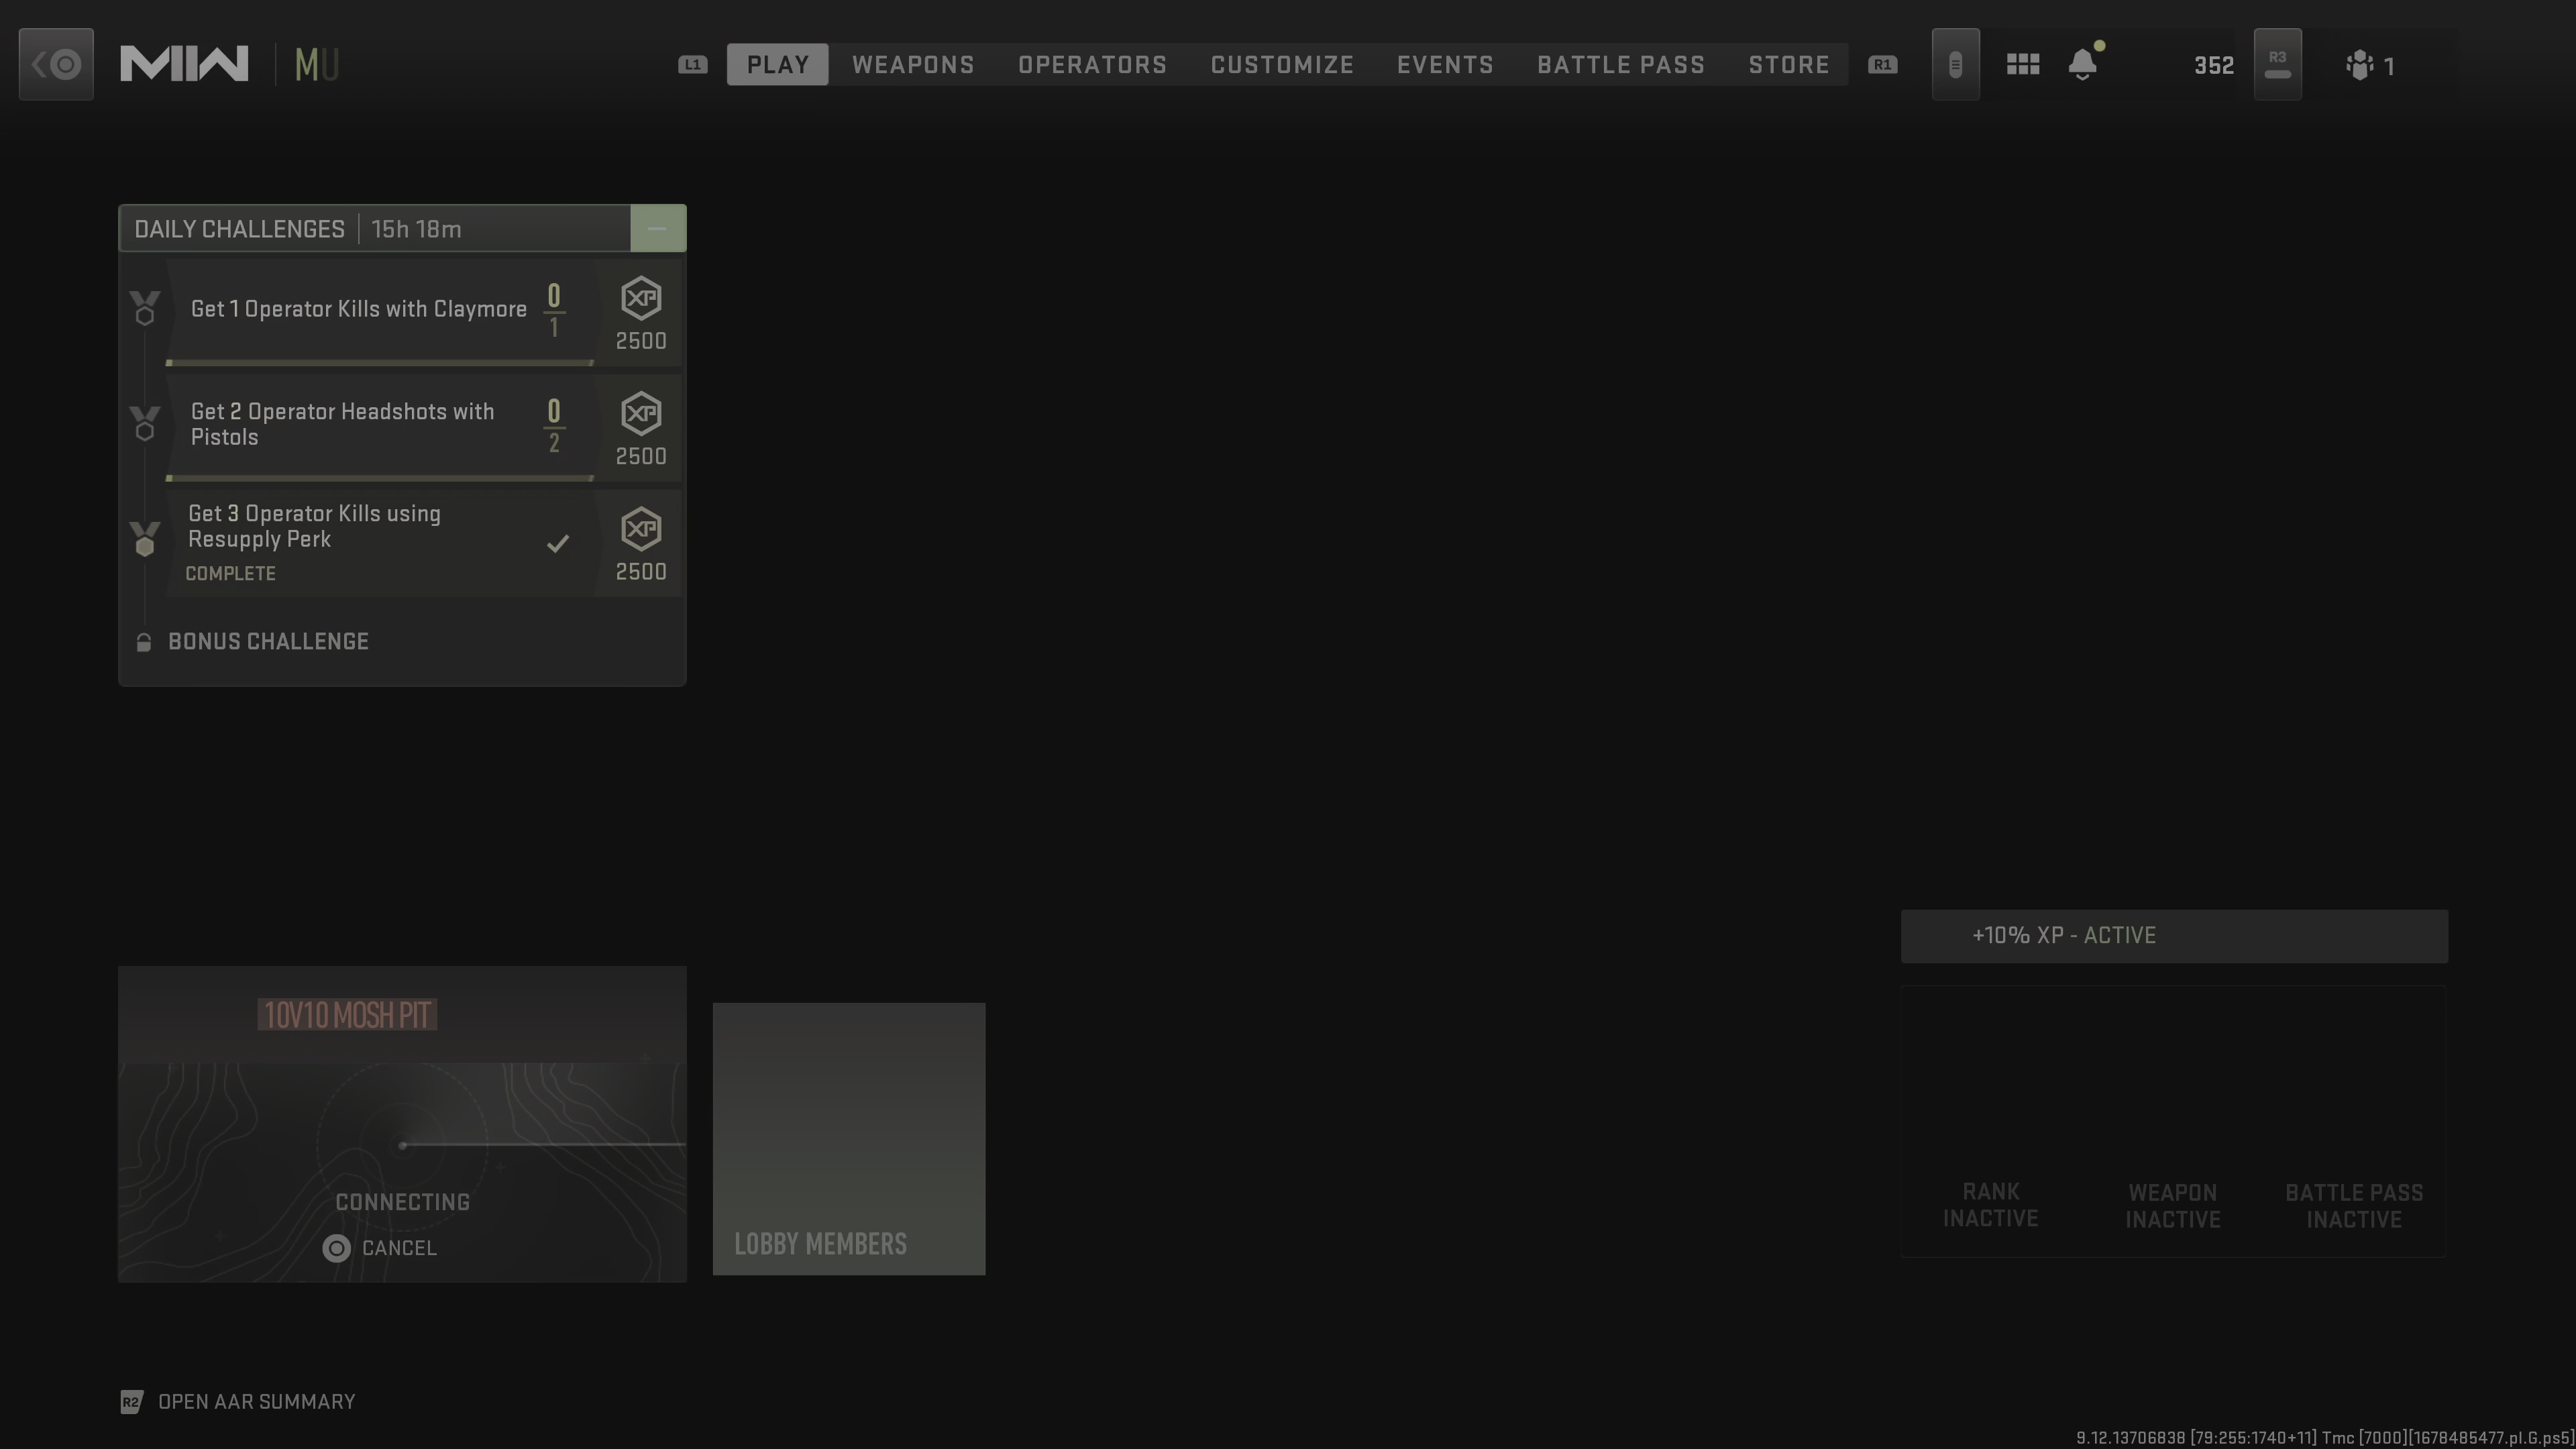 MW MU
L1 PLAY WEAPONS OPERATORS CUSTOMIZE EVENTS BATTLE PASS STORE R1
352 R3 1
DAILY CHALLENGES 15h 18m
Get 1 Operator Kills with Claymore
0
1
XP
2500
Get 2 Operator Headshots with
Pistols
0
2
XP
2500
Get 3 Operator Kills using
Resupply Perk
COMPLETE
XP
2500
BONUS CHALLENGE
10V10 MOSH PIT
CONNECTING
CANCEL
LOBBY MEMBERS
+10% XP - ACTIVE
RANK
INACTIVE
WEAPON
INACTIVE
BATTLE PASS
INACTIVE
R2 OPEN AAR SUMMARY
9.12.13706838 [79:255:1740+11] Tmc [7000][1678485477.pl.G.ps5]